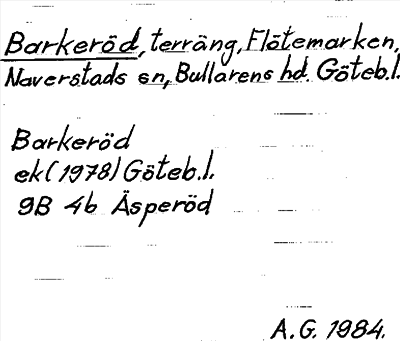 Barkeröd, terräng, Flötemarken,
Naverstads sn, Bullarens hd. Göteb.l.
Barkeröd
ek (1978) Göteb.l.
9B 4b Äsperöd
A.G. 1984.